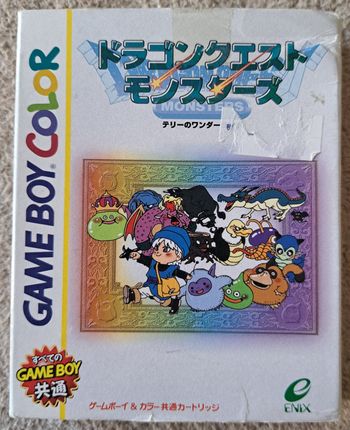 GAME BOY COLOR
ドラゴンクエスト
モンスターズ
MONSTERS
テリーのワンダー
すべての
GAME BOY
共通
ゲームボーイ&カラー共通カートリッジ
ENIX